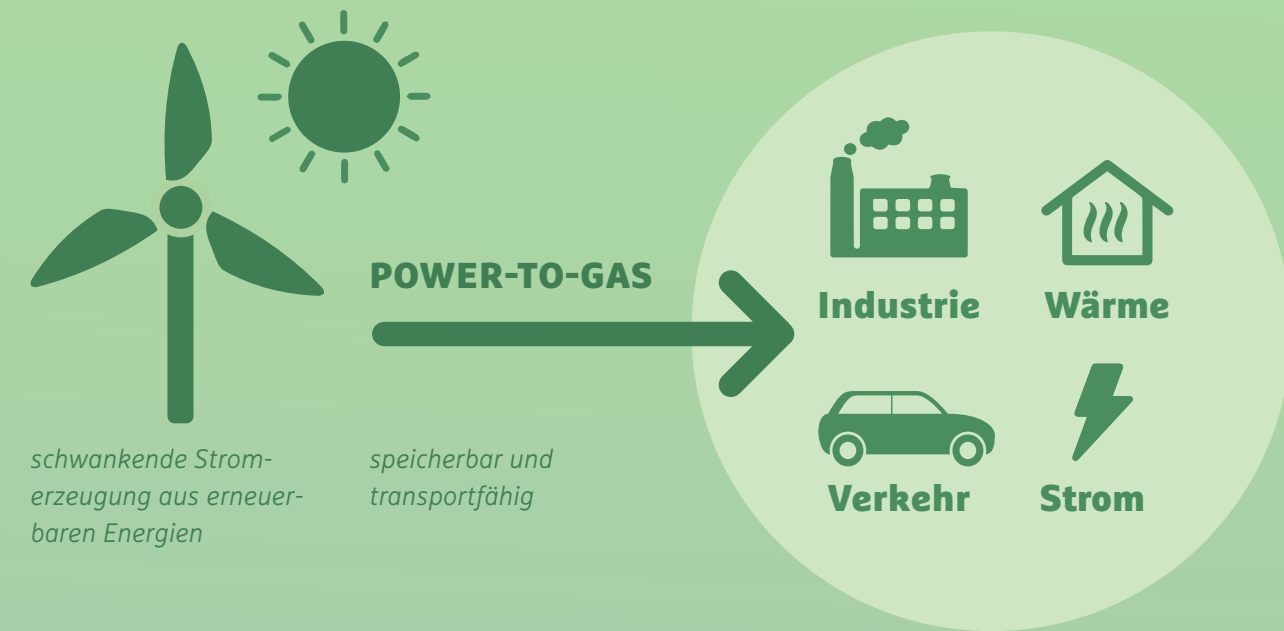 POWER-TO-GAS
Industrie
Wärme
Verkehr
Strom
schwankende Strom-
erzeugung aus erneuer-
baren Energien
speicherbar und
transportfähig